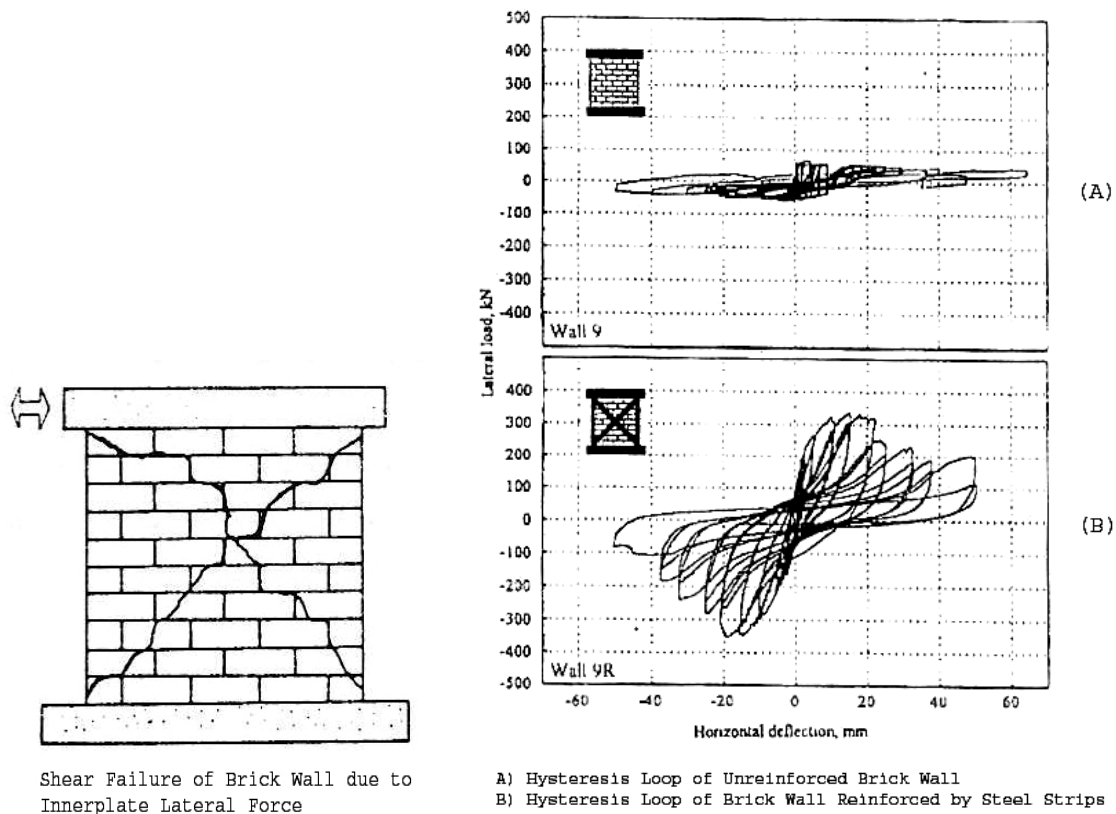 500
400
300
200
100
0
-100
-200
-300
-400
Wall 9
(A)
Lateral load, kN
400
300
200
100
0
-100
-200
-300
-400
-500
Wall 9R
(B)
-60
-40
-20
0
20
40
60
Horizontal deflection, mm
Shear Failure of Brick Wall due to
Innerplate Lateral Force
A) Hysteresis Loop of Unreinforced Brick Wall
B) Hysteresis Loop of Brick Wall Reinforced by Steel Strips